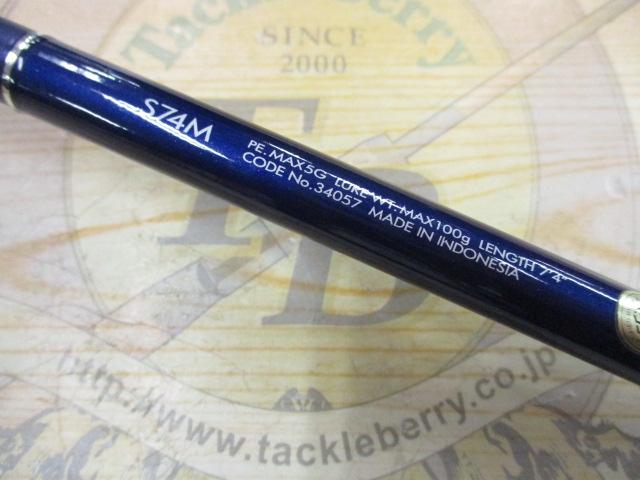 TackleBerry
SINCE
2000
TB
S74M
PE.MAX5G LURE WT.MAX100g LENGTH 7'4"
CODE No.34057 MADE IN INDONESIA
http://www.tackleberry.co.jp